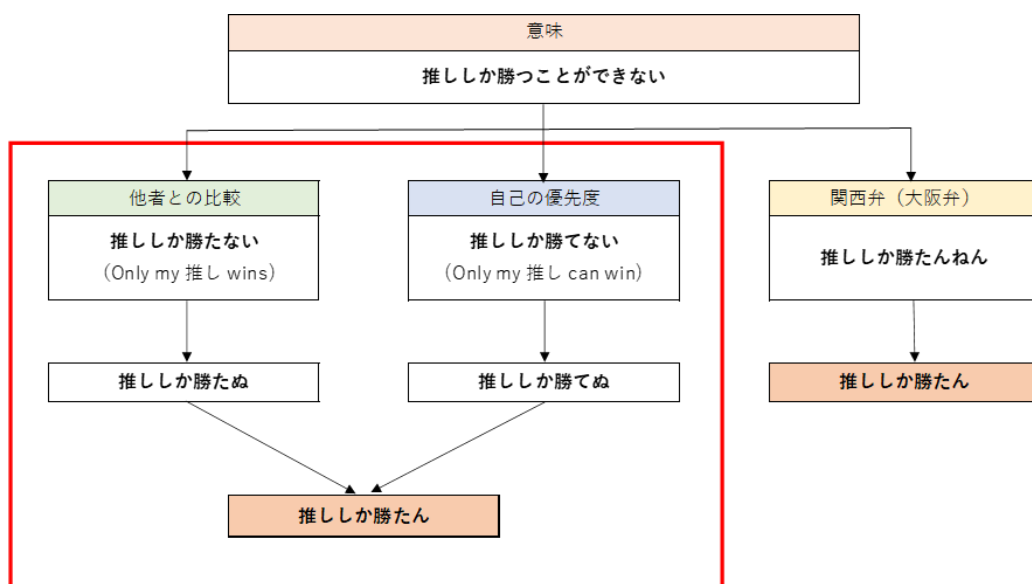 意味
推ししか勝つことができない
他者との比較
推ししか勝たない
（Only my 推し wins）
自己の優先度
推ししか勝てない
（Only my 推し can win）
関西弁（大阪弁）
推ししか勝たんねん
推ししか勝たぬ
推ししか勝てぬ
推ししか勝たん
推ししか勝たん